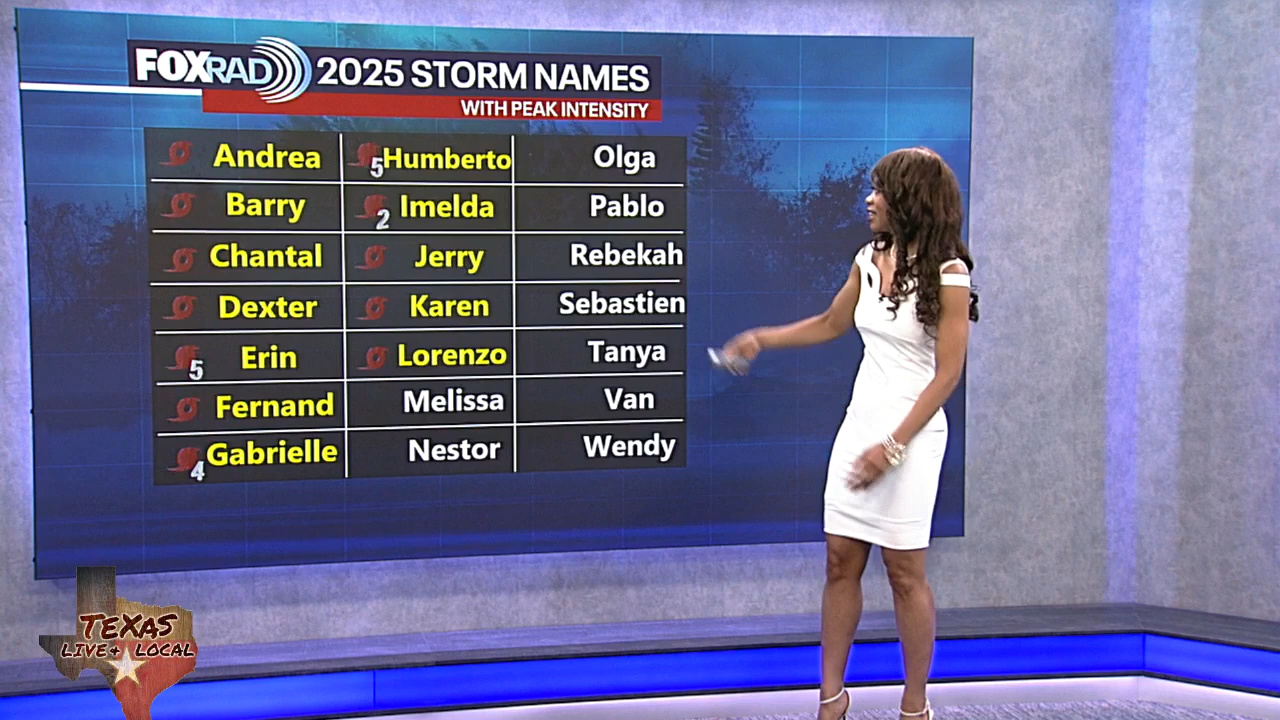 FOXRAD 2025 STORM NAMES
WITH PEAK INTENSITY
Andrea 5 Humberto Olga
Barry 2 Imelda Pablo
Chantal Jerry Rebekah
Dexter Karen Sebastien
5 Erin Lorenzo Tanya
Fernand Melissa Van
4 Gabrielle Nestor Wendy
TEXAS
LIVE+ LOCAL